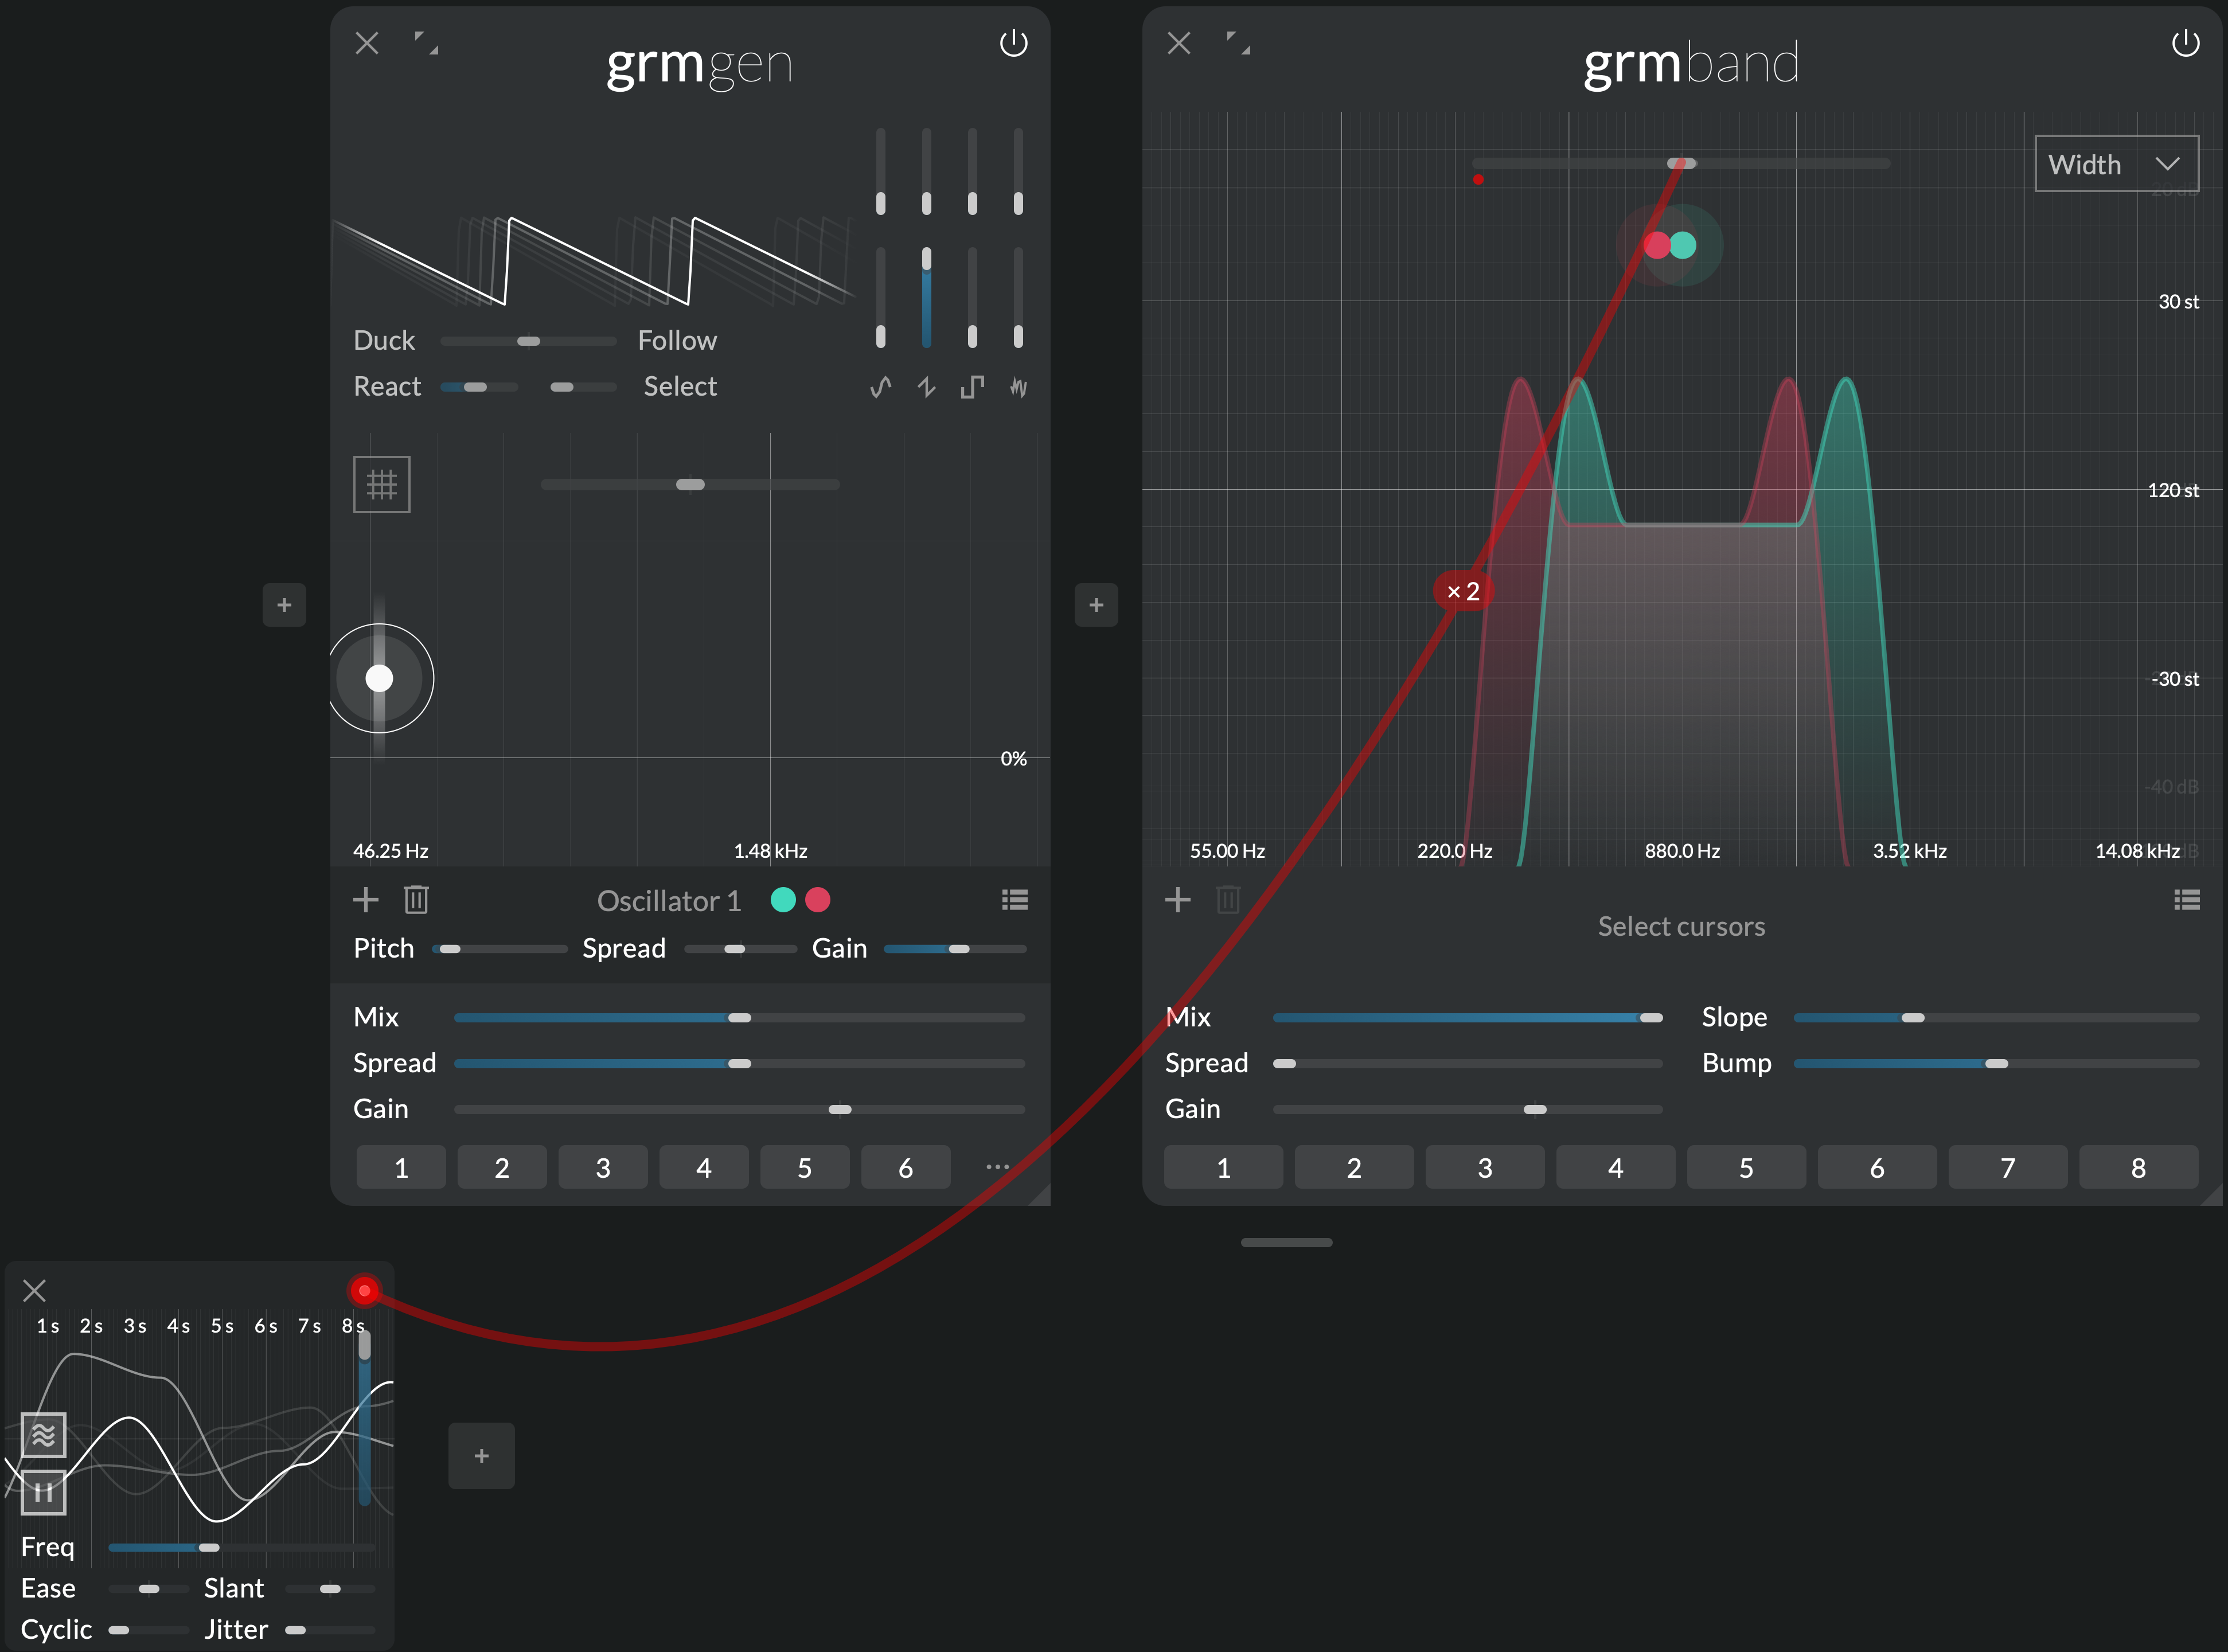 grmgen
Duck Follow
React Select
0%
46.25 Hz 1.48 kHz
Oscillator 1
Pitch Spread Gain
Mix
Spread
Gain
1 2 3 4 5 6 ...
grmband
Width
30 st
120 st
-30 st
-40 dB
× 2
55.00 Hz 220.0 Hz 880.0 Hz 3.52 kHz 14.08 kHz
Select cursors
Mix Slope
Spread Bump
Gain
1 2 3 4 5 6 7 8
1 s 2 s 3 s 4 s 5 s 6 s 7 s 8 s
Freq
Ease Slant
Cyclic Jitter